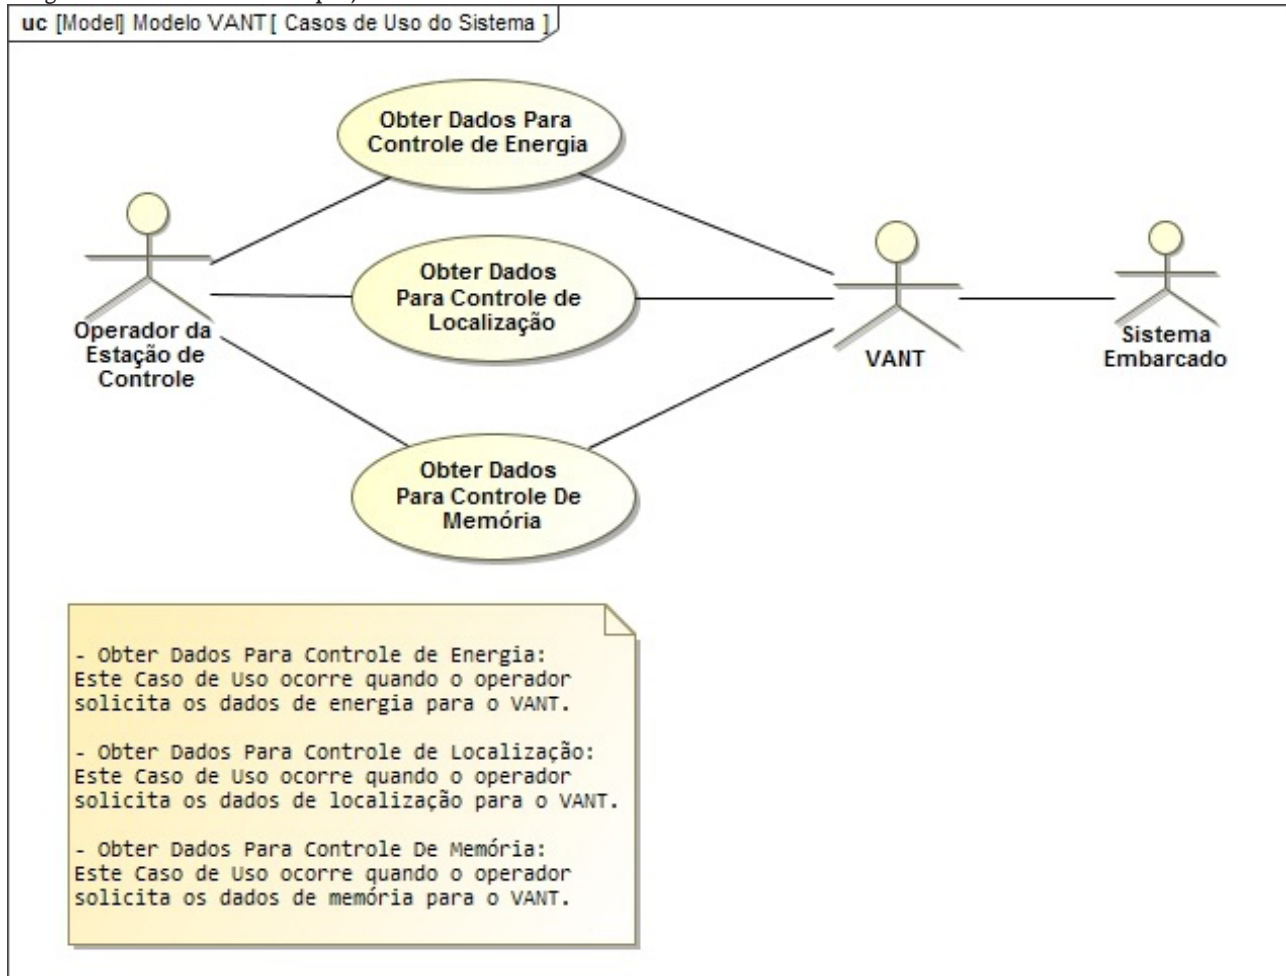 uc [Model] Modelo VANT [ Casos de Uso do Sistema ]
Obter Dados Para
Controle de Energia
Obter Dados
Para Controle de
Localização
Operador da
Estação de
Controle
VANT
Sistema
Embarcado
Obter Dados
Para Controle De
Memória
- Obter Dados Para Controle de Energia:
Este Caso de Uso ocorre quando o operador
solicita os dados de energia para o VANT.
- Obter Dados Para Controle de Localização:
Este Caso de Uso ocorre quando o operador
solicita os dados de localização para o VANT.
- Obter Dados Para Controle De Memória:
Este Caso de Uso ocorre quando o operador
solicita os dados de memória para o VANT.